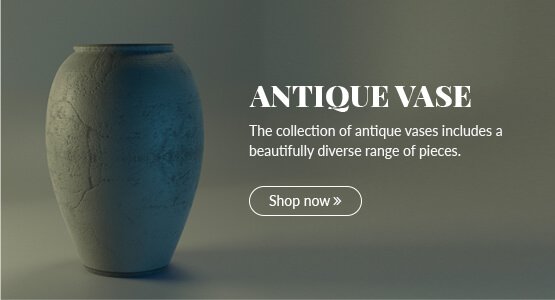 ANTIQUE VASE
The collection of antique vases includes a
beautifully diverse range of pieces.
Shop now »